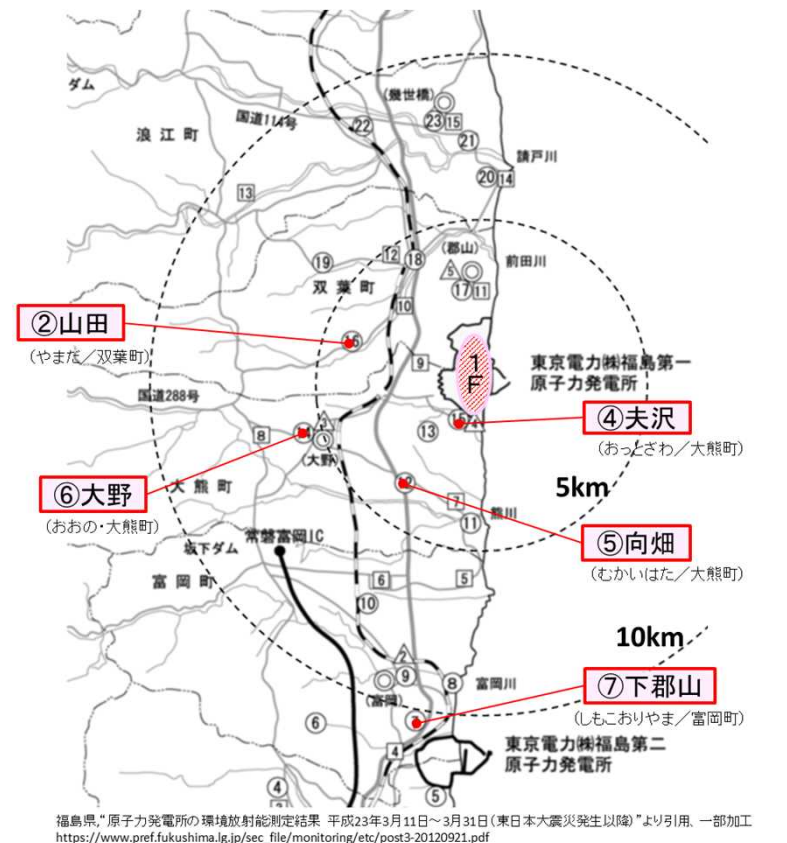 ダム
(幾世橋)
23 15
国道114号
22
浪江町
21
請戸川
20 14
13
(郡山)
12
18
前田川
19
5
双葉町
17 11
10
②山田
(やまだ/双葉町)
9
1F
東京電力㈱福島第一
原子力発電所
国道288号
④夫沢
(おっとざわ/大熊町)
8
13
(大野)
⑥大野
(おおの・大熊町)
大熊町
5km
7
熊川
11
⑤向畑
(むかいはた/大熊町)
常磐富岡IC
坂下ダム
富岡町
6
5
10
10km
2
9
8
富岡川
(富岡)
⑦下郡山
(しもこおりやま/富岡町)
6
4
東京電力㈱福島第二
原子力発電所
4
5
福島県,“原子力発電所の環境放射能測定結果 平成23年3月11日~3月31日(東日本大震災発生以降)”より引用、一部加工
https://www.pref.fukushima.lg.jp/sec_file/monitoring/etc/post3-20120921.pdf